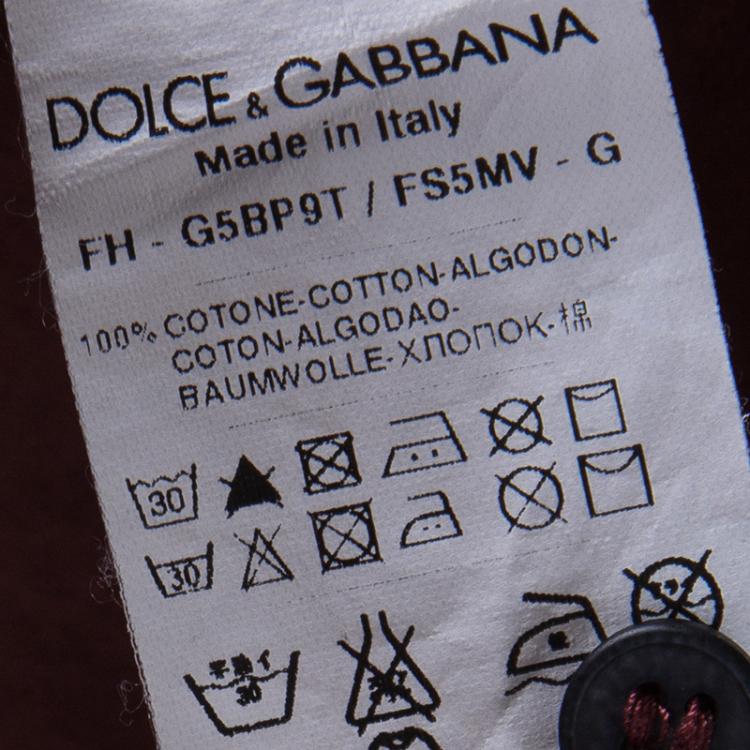 DOLCE & GABBANA
Made in Italy
FH - G5BP9T / FS5MV - G
100% COTONE-COTTON-ALGODON-
COTON-ALGODAO-
BAUMWOLLE-ХЛОПОК-棉
30
30
30